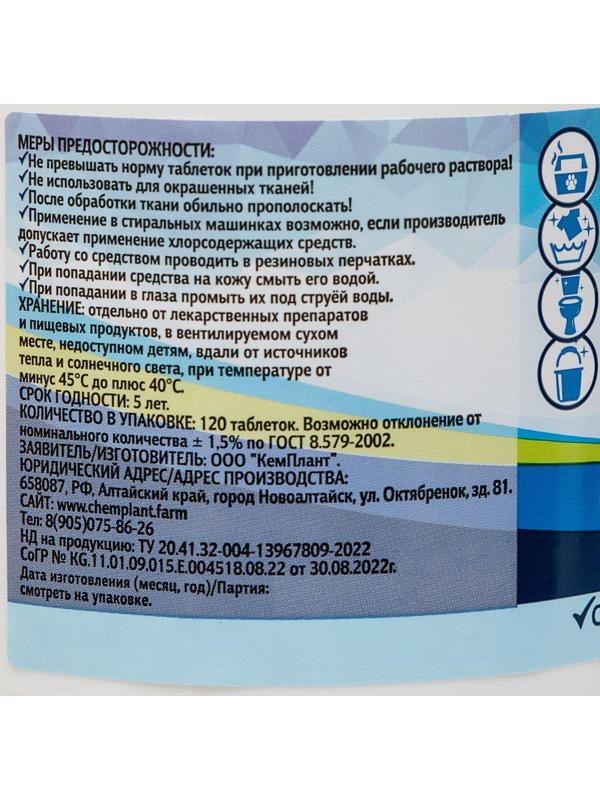 МЕРЫ ПРЕДОСТОРОЖНОСТИ:
✓Не превышать норму таблеток при приготовлении рабочего раствора!
✓Не использовать для окрашенных тканей!
✓После обработки ткани обильно прополоскать!
✓Применение в стиральных машинках возможно, если производитель
допускает применение хлорсодержащих средств.
✓Работу со средством проводить в резиновых перчатках.
✓При попадании средства на кожу смыть его водой.
✓При попадании в глаза промыть их под струёй воды.
ХРАНЕНИЕ: отдельно от лекарственных препаратов
и пищевых продуктов, в вентилируемом сухом
месте, недоступном детям, вдали от источников
тепла и солнечного света, при температуре от
минус 45°С до плюс 40°С.
СРОК ГОДНОСТИ: 5 лет.
КОЛИЧЕСТВО В УПАКОВКЕ: 120 таблеток. Возможно отклонение от
номинального количества ± 1,5% по ГОСТ 8.579-2002.
ЗАЯВИТЕЛЬ/ИЗГОТОВИТЕЛЬ: ООО "КемПлант".
ЮРИДИЧЕСКИЙ АДРЕС/АДРЕС ПРОИЗВОДСТВА:
658087, РФ, Алтайский край, город Новоалтайск, ул. Октябренок, зд. 81.
САЙТ: www.chemplant.farm
Тел: 8(905)075-86-26
НД на продукцию: ТУ 20.41.32-004-13967809-2022
СоГР № KG.11.01.09.015.E.004518.08.22 от 30.08.2022г.
Дата изготовления (месяц, год)/Партия:
смотреть на упаковке.